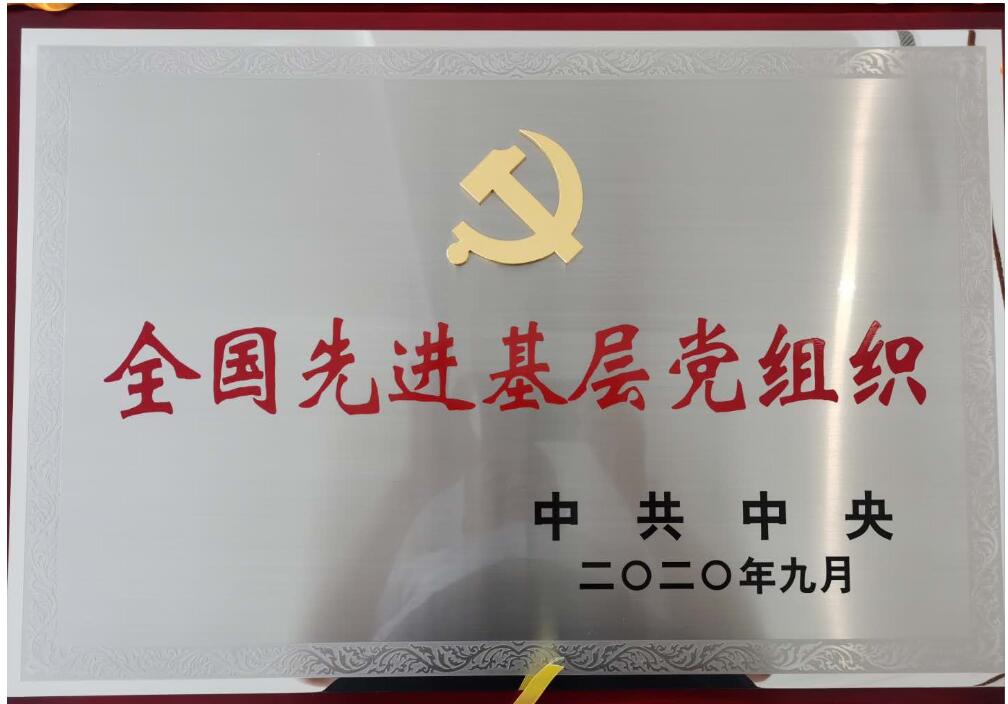 全国先进基层党组织
中共中央
二〇二〇年九月